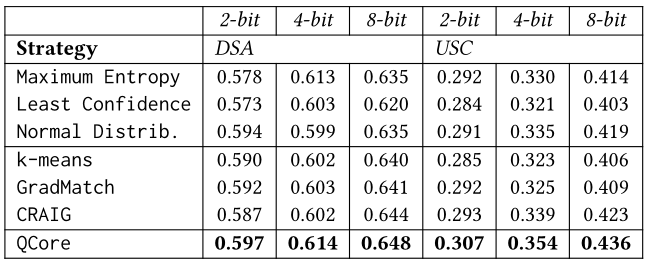 2-bit 4-bit 8-bit 2-bit 4-bit 8-bit
Strategy DSA USC
Maximum Entropy 0.578 0.613 0.635 0.292 0.330 0.414
Least Confidence 0.573 0.603 0.620 0.284 0.321 0.403
Normal Distrib. 0.594 0.599 0.635 0.291 0.335 0.419
k-means 0.590 0.602 0.640 0.285 0.323 0.406
GradMatch 0.592 0.603 0.641 0.292 0.325 0.409
CRAIG 0.587 0.602 0.644 0.293 0.339 0.423
QCore 0.597 0.614 0.648 0.307 0.354 0.436